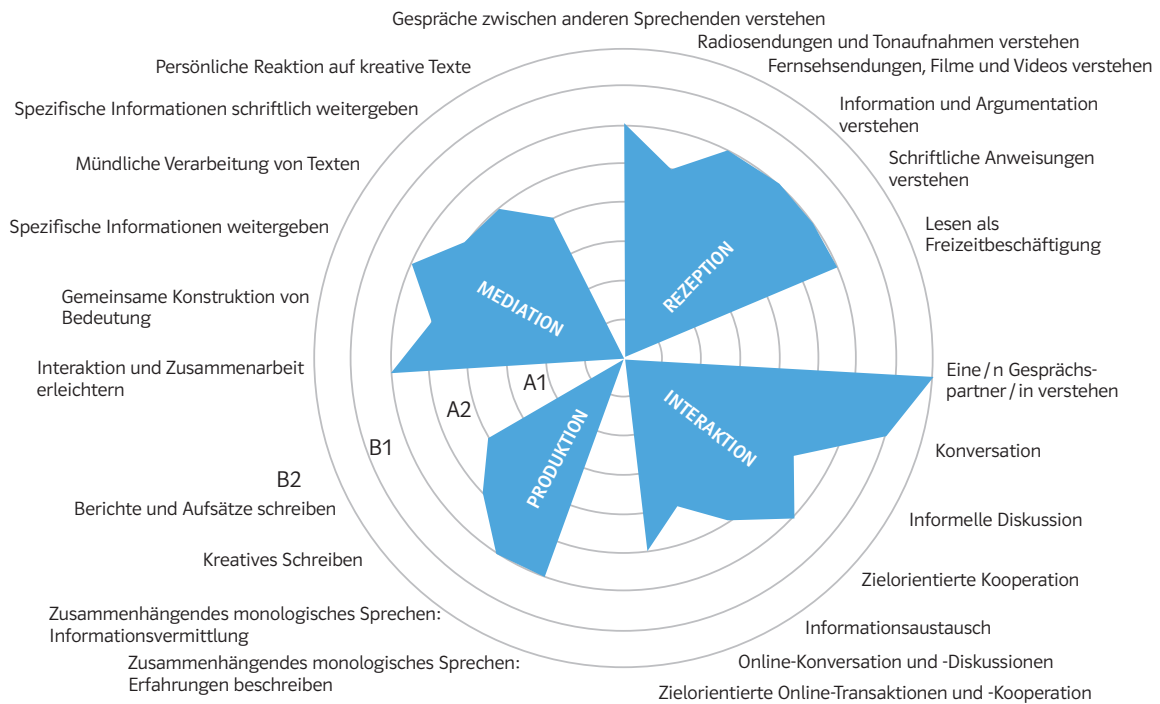 Gespräche zwischen anderen Sprechenden verstehen
Radiosendungen und Tonaufnahmen verstehen
Fernsehsendungen, Filme und Videos verstehen
Information und Argumentation
verstehen
Schriftliche Anweisungen
verstehen
Lesen als
Freizeitbeschäftigung
Eine/n Gesprächs-
partner/in verstehen
Konversation
Informelle Diskussion
Zielorientierte Kooperation
Informationsaustausch
Online-Konversation und -Diskussionen
Zielorientierte Online-Transaktionen und -Kooperation
Zusammenhängendes monologisches Sprechen:
Erfahrungen beschreiben
Zusammenhängendes monologisches Sprechen:
Informationsvermittlung
Kreatives Schreiben
Berichte und Aufsätze schreiben
Interaktion und Zusammenarbeit
erleichtern
Gemeinsame Konstruktion von
Bedeutung
Spezifische Informationen weitergeben
Mündliche Verarbeitung von Texten
Spezifische Informationen schriftlich weitergeben
Persönliche Reaktion auf kreative Texte
REZEPTION
INTERAKTION
PRODUKTION
MEDIATION
A1
A2
B1
B2